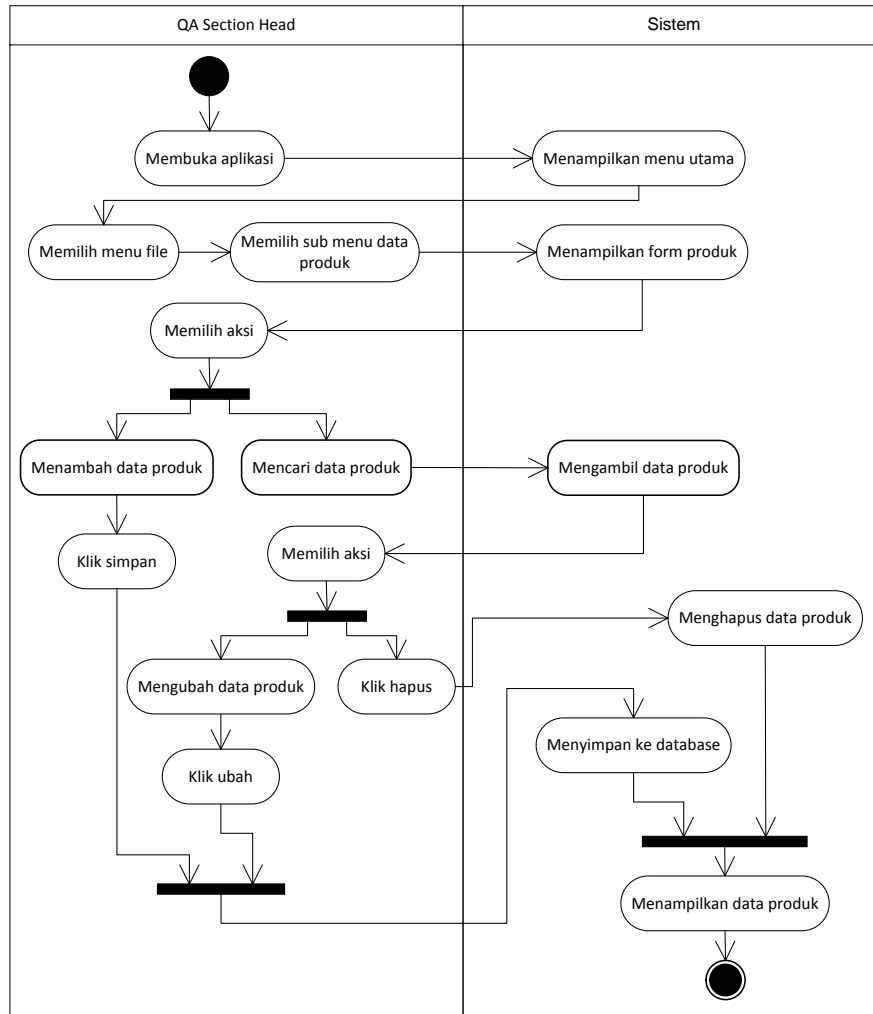 QA Section Head
Sistem
Membuka aplikasi
Menampilkan menu utama
Memilih menu file
Memilih sub menu data
produk
Menampilkan form produk
Memilih aksi
Menambah data produk
Mencari data produk
Mengambil data produk
Klik simpan
Memilih aksi
Menghapus data produk
Mengubah data produk
Klik hapus
Menyimpan ke database
Klik ubah
Menampilkan data produk